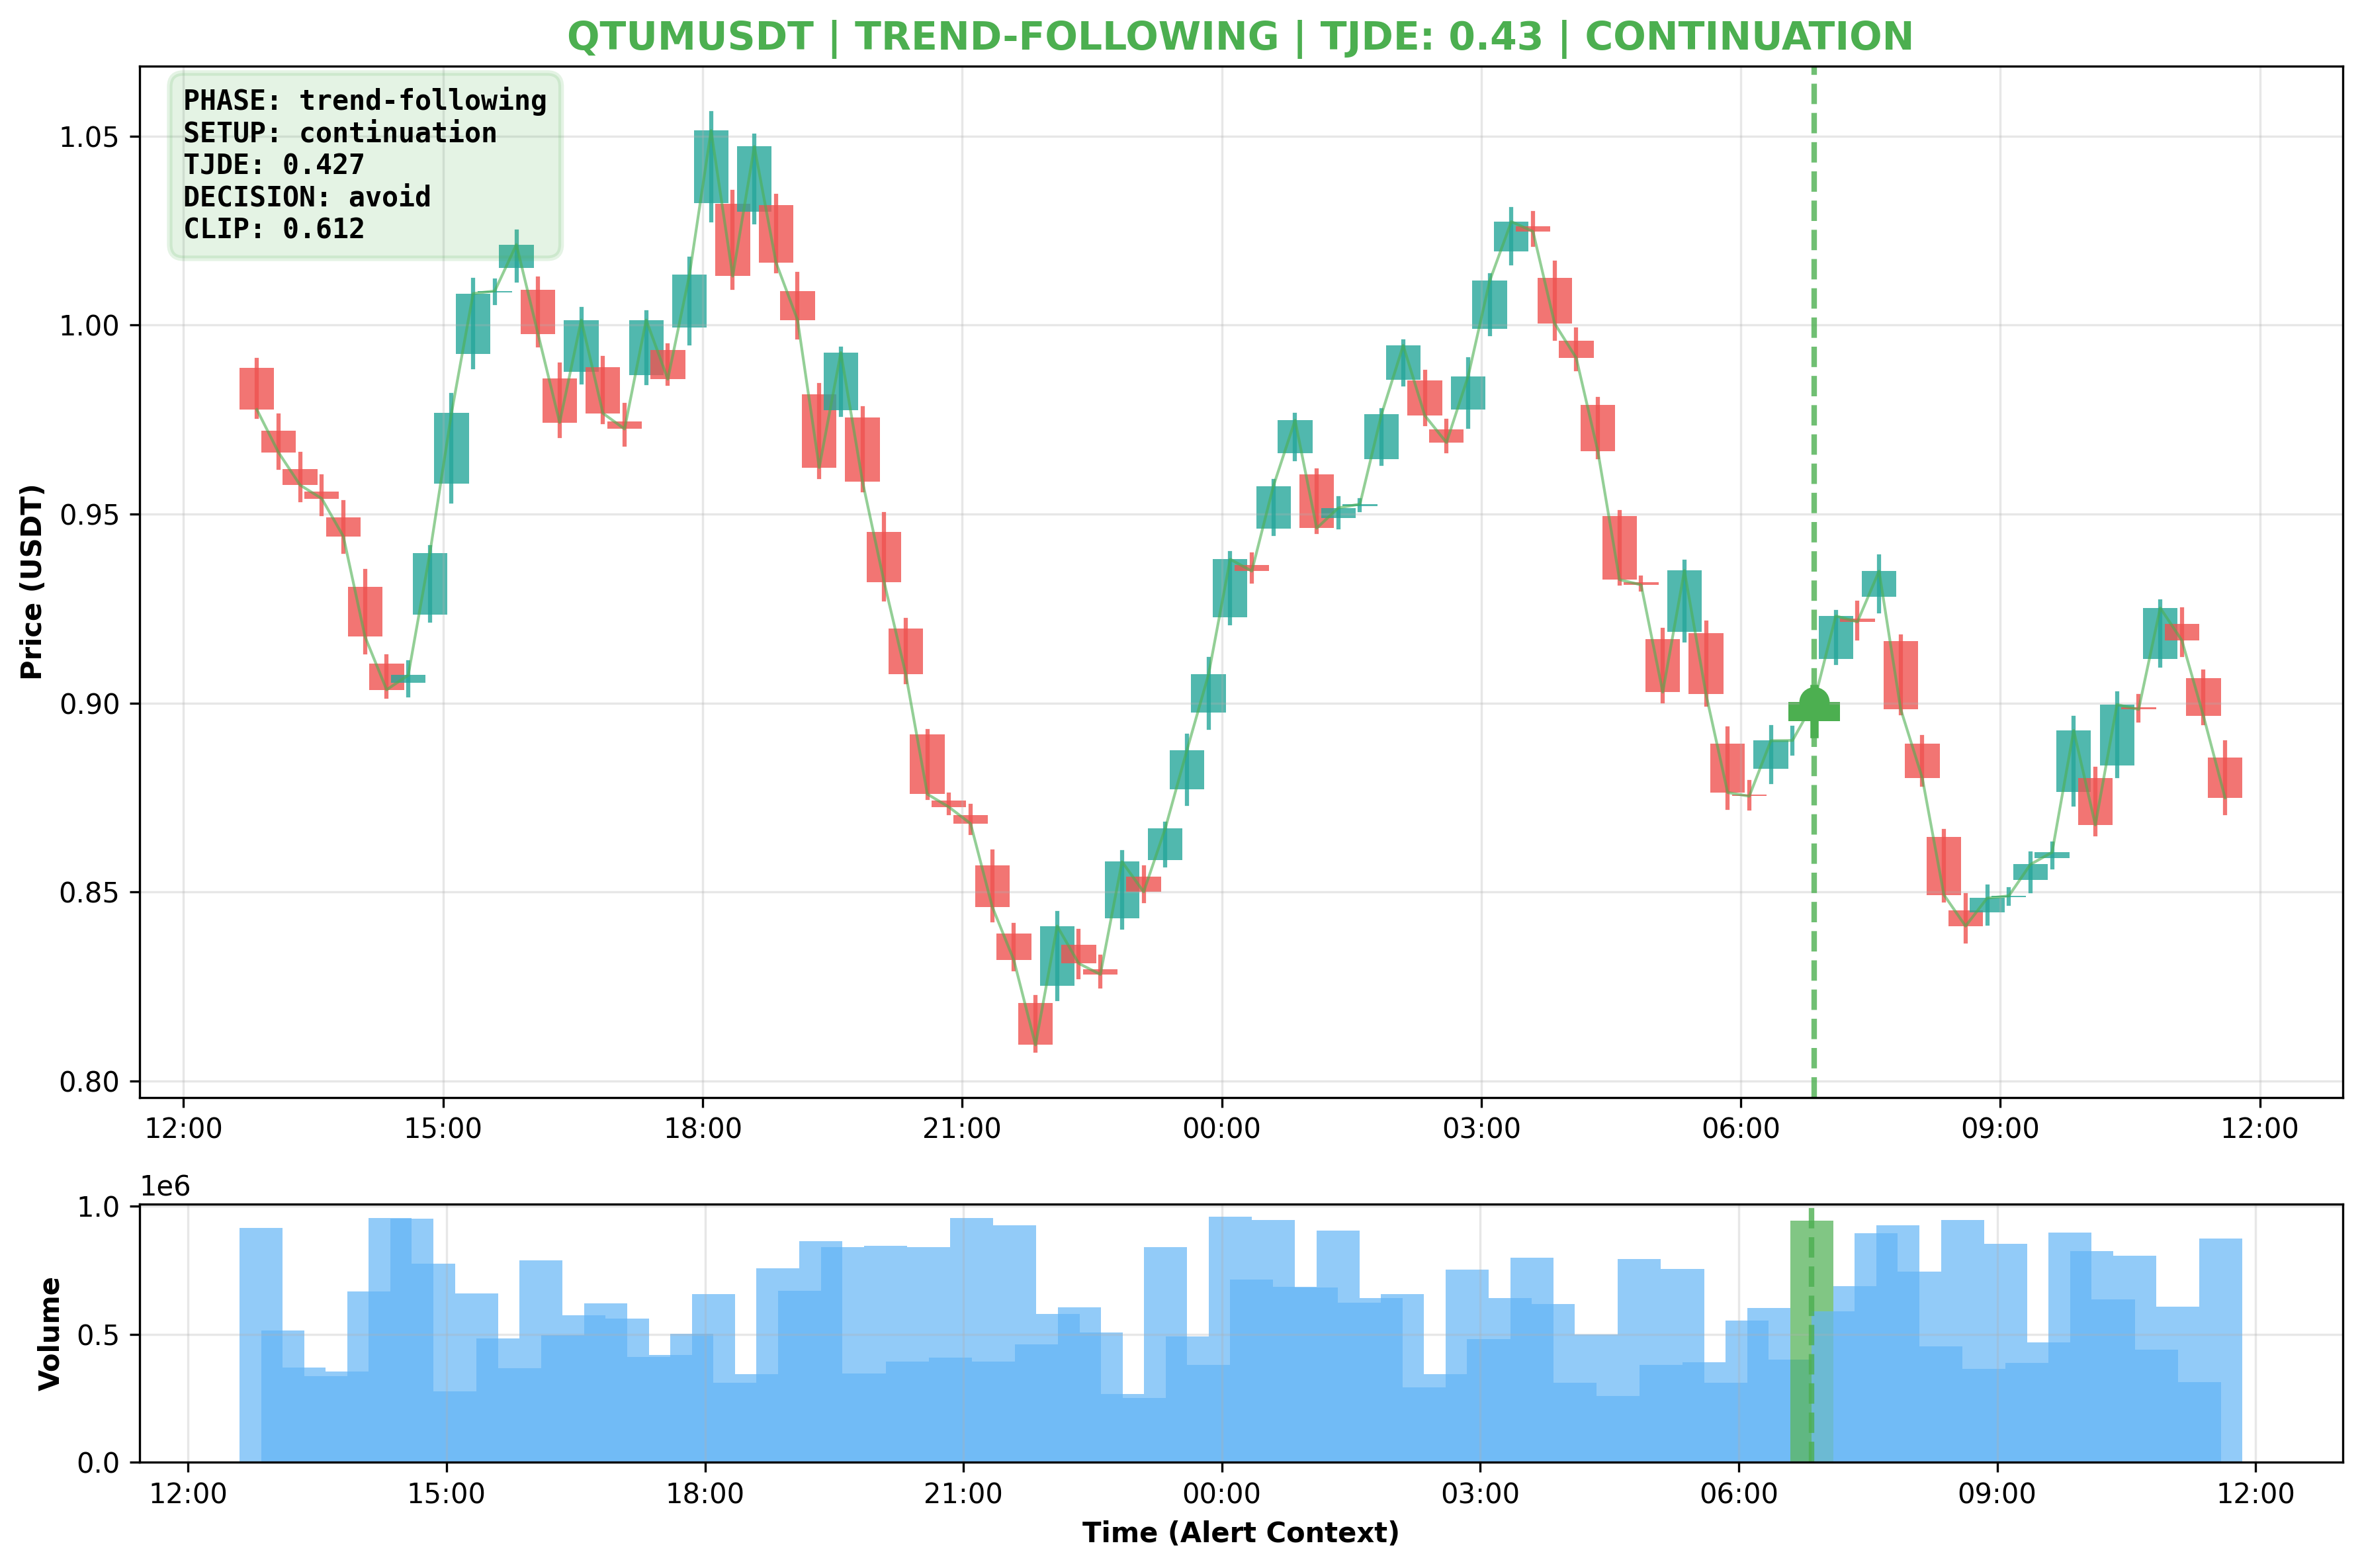 QTUMUSDT | TREND-FOLLOWING | TJDE: 0.43 | CONTINUATION
PHASE: trend-following
SETUP: continuation
TJDE: 0.427
DECISION: avoid
CLIP: 0.612
Price (USDT)
1.05
1.00
0.95
0.90
0.85
0.80
12:00 15:00 18:00 21:00 00:00 03:00 06:00 09:00 12:00
1e6
Volume
1.0
0.5
0.0
12:00 15:00 18:00 21:00 00:00 03:00 06:00 09:00 12:00
Time (Alert Context)